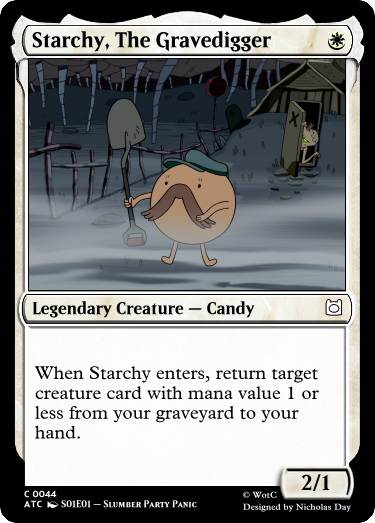 Starchy, The Gravedigger
Legendary Creature — Candy
When Starchy enters, return target
creature card with mana value 1 or
less from your graveyard to your
hand.
2/1
C 0044
ATC S01E01 – Slumber Party Panic
© WotC
Designed by Nicholas Day